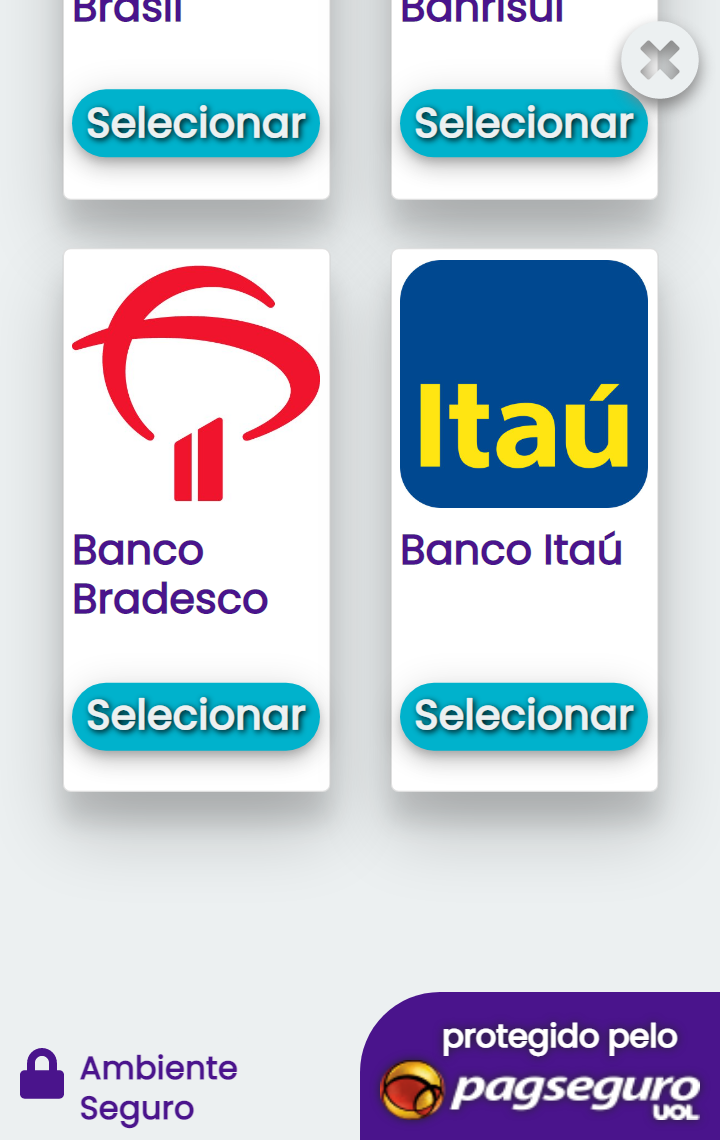 Brasil
Banrisul
Selecionar
Selecionar
Itaú
Banco
Bradesco
Banco Itaú
Selecionar
Selecionar
Ambiente
Seguro
protegido pelo
pagseguro
UOL